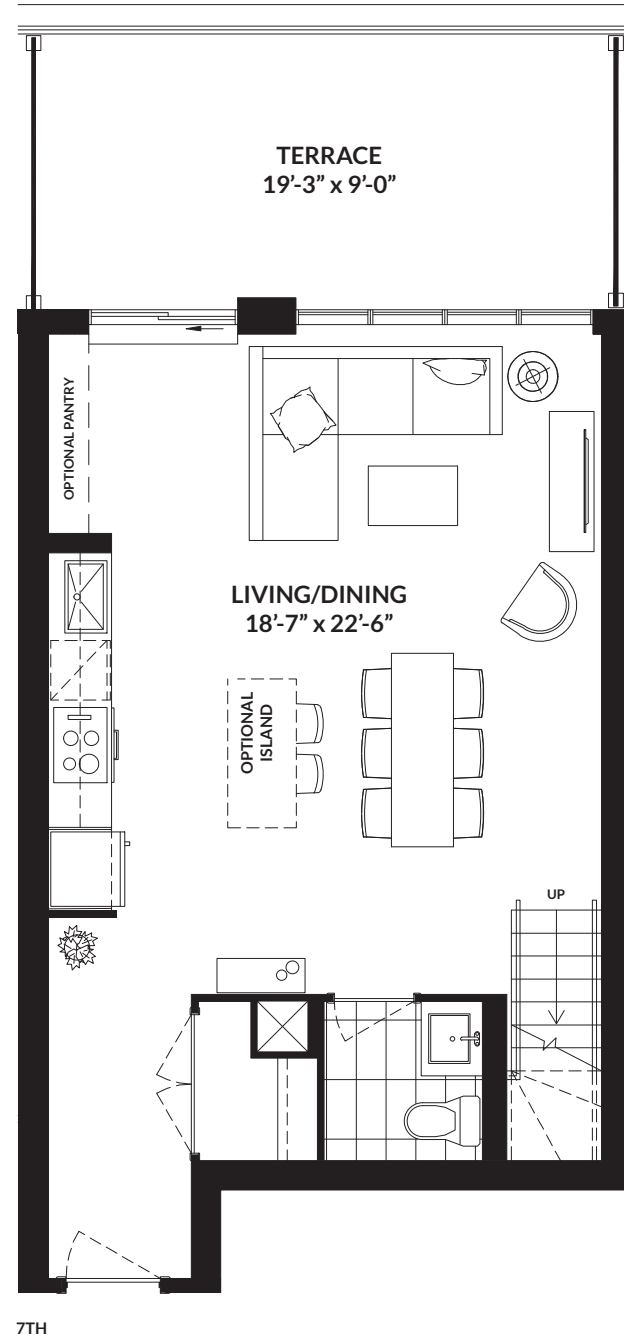 TERRACE
19’-3” x 9’-0”
OPTIONAL PANTRY
LIVING/DINING
18’-7” x 22’-6”
OPTIONAL
ISLAND
UP
7TH